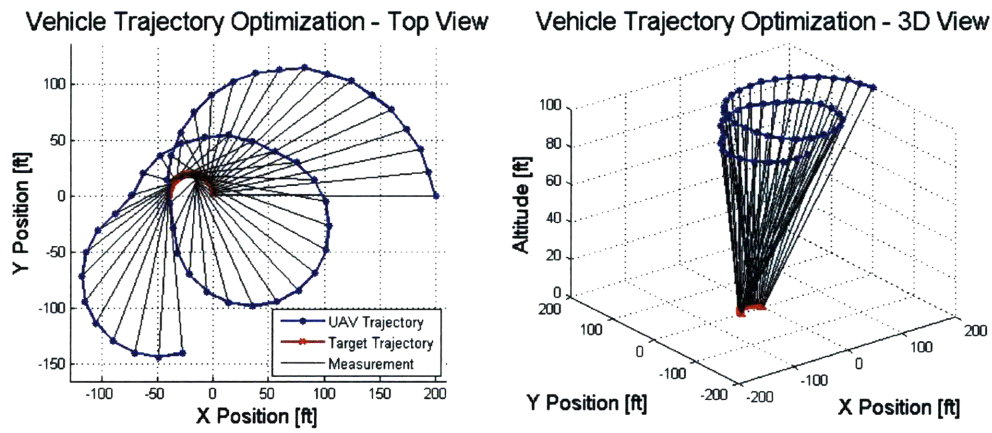 Vehicle Trajectory Optimization - Top View
100
50
0
-50
-100
-150
Y Position [ft]
-100
-50
0
50
100
150
200
X Position [ft]
UAV Trajectory
Target Trajectory
Measurement
Vehicle Trajectory Optimization - 3D View
100
80
60
40
20
0
Altitude [ft]
200
100
0
-100
-200
Y Position [ft]
-200
-100
0
100
200
X Position [ft]